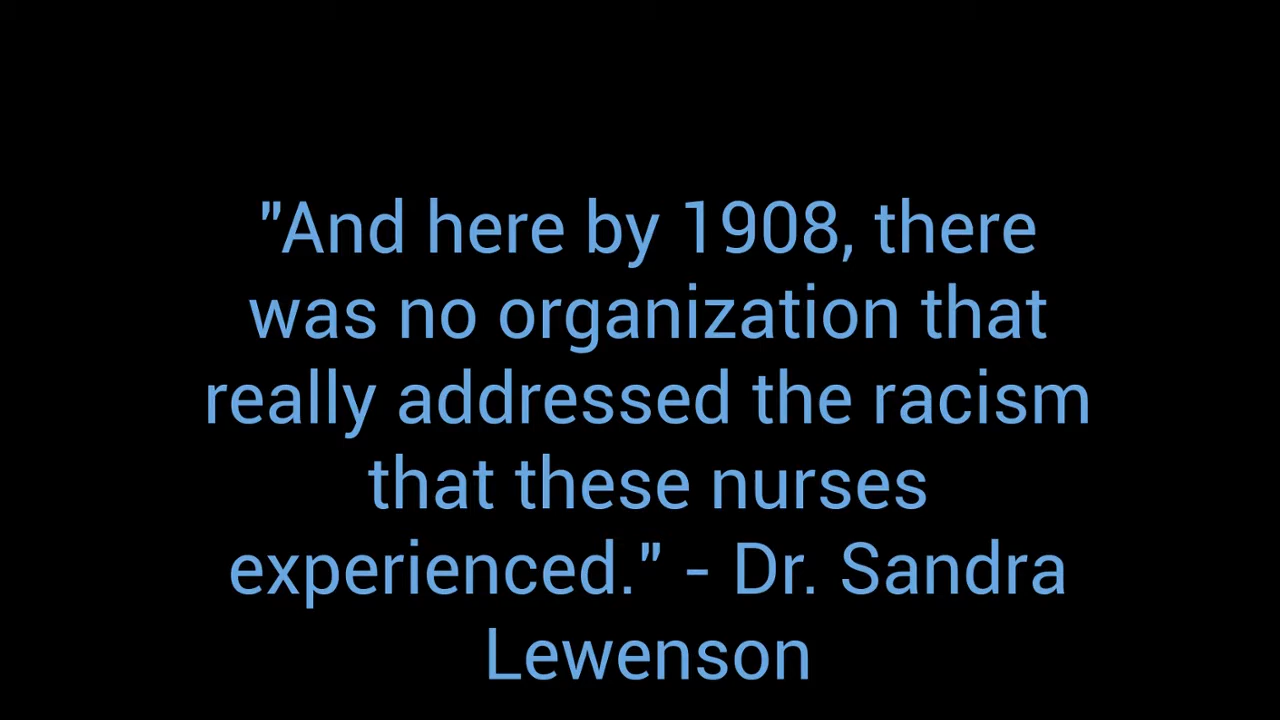 "And here by 1908, there
was no organization that
really addressed the racism
that these nurses
experienced." - Dr. Sandra
Lewenson